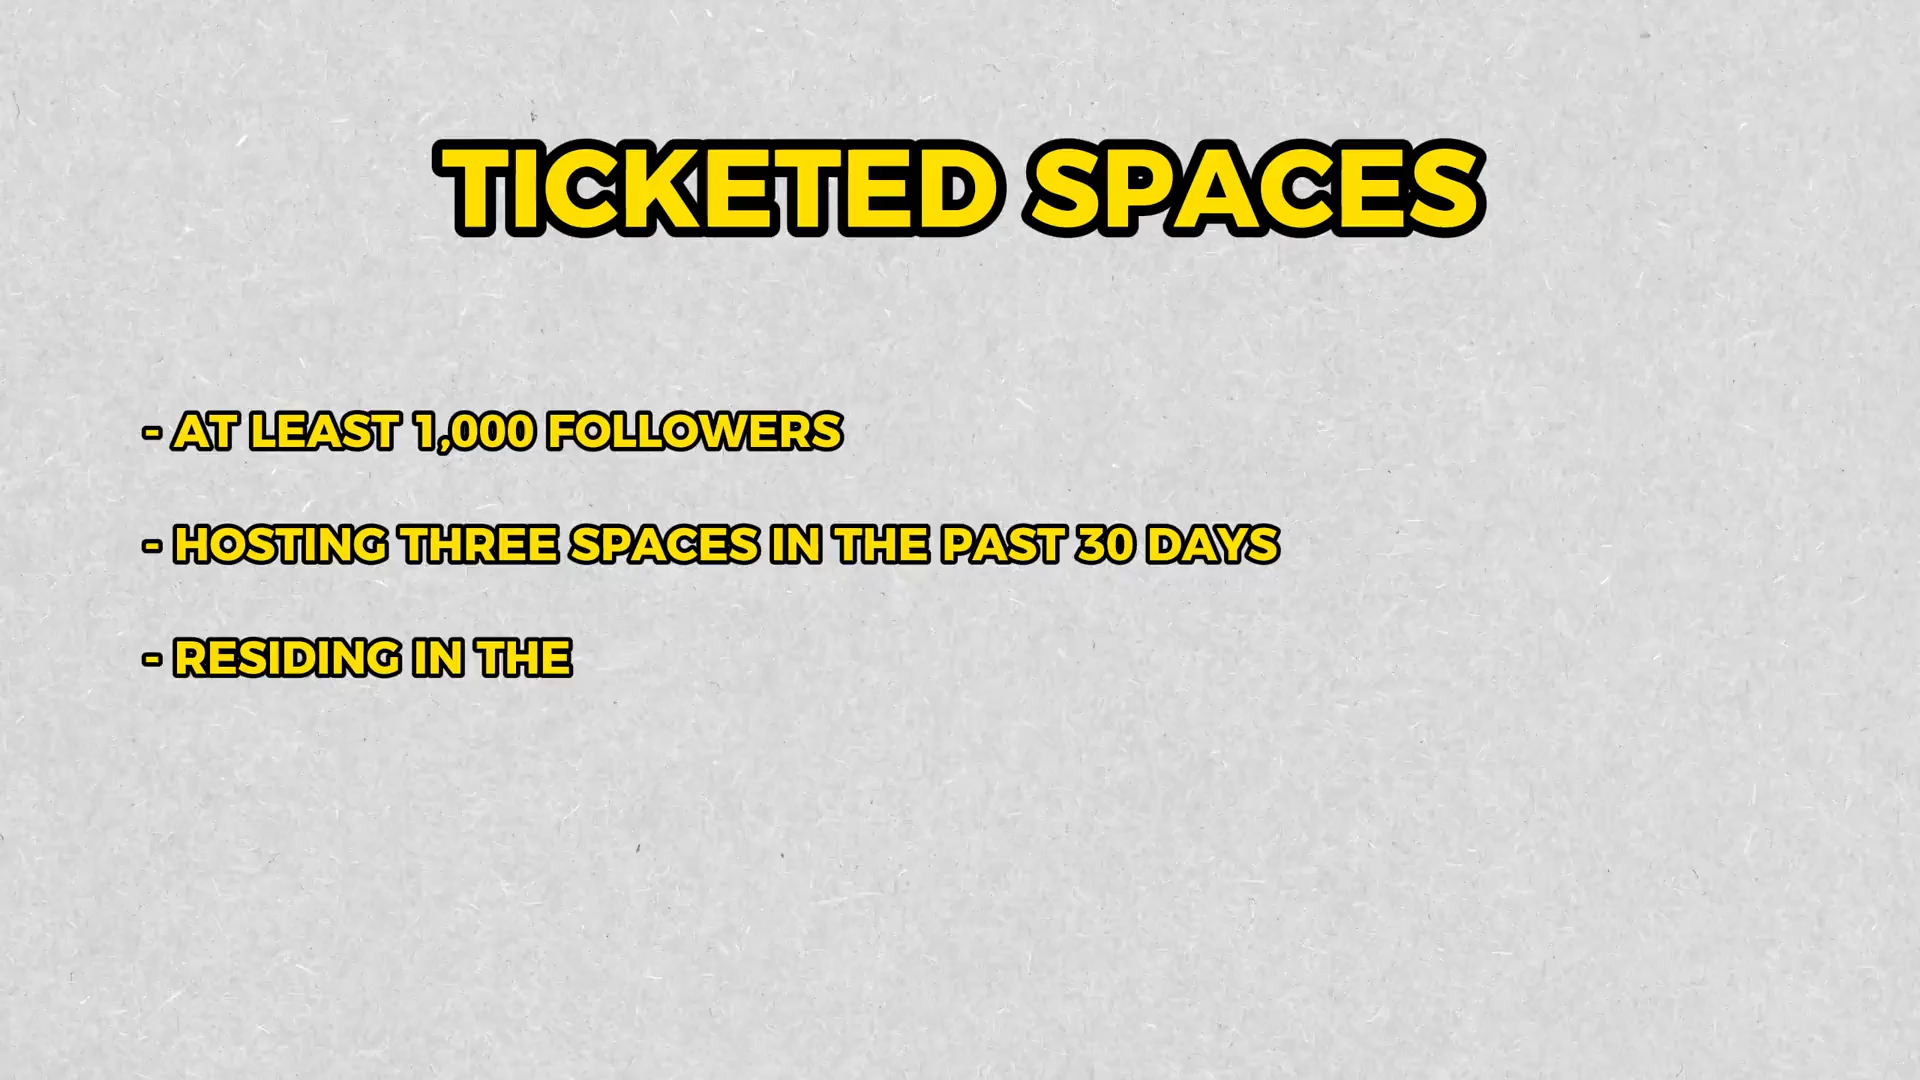 TICKETED SPACES
- AT LEAST 1,000 FOLLOWERS
- HOSTING THREE SPACES IN THE PAST 30 DAYS
- RESIDING IN THE